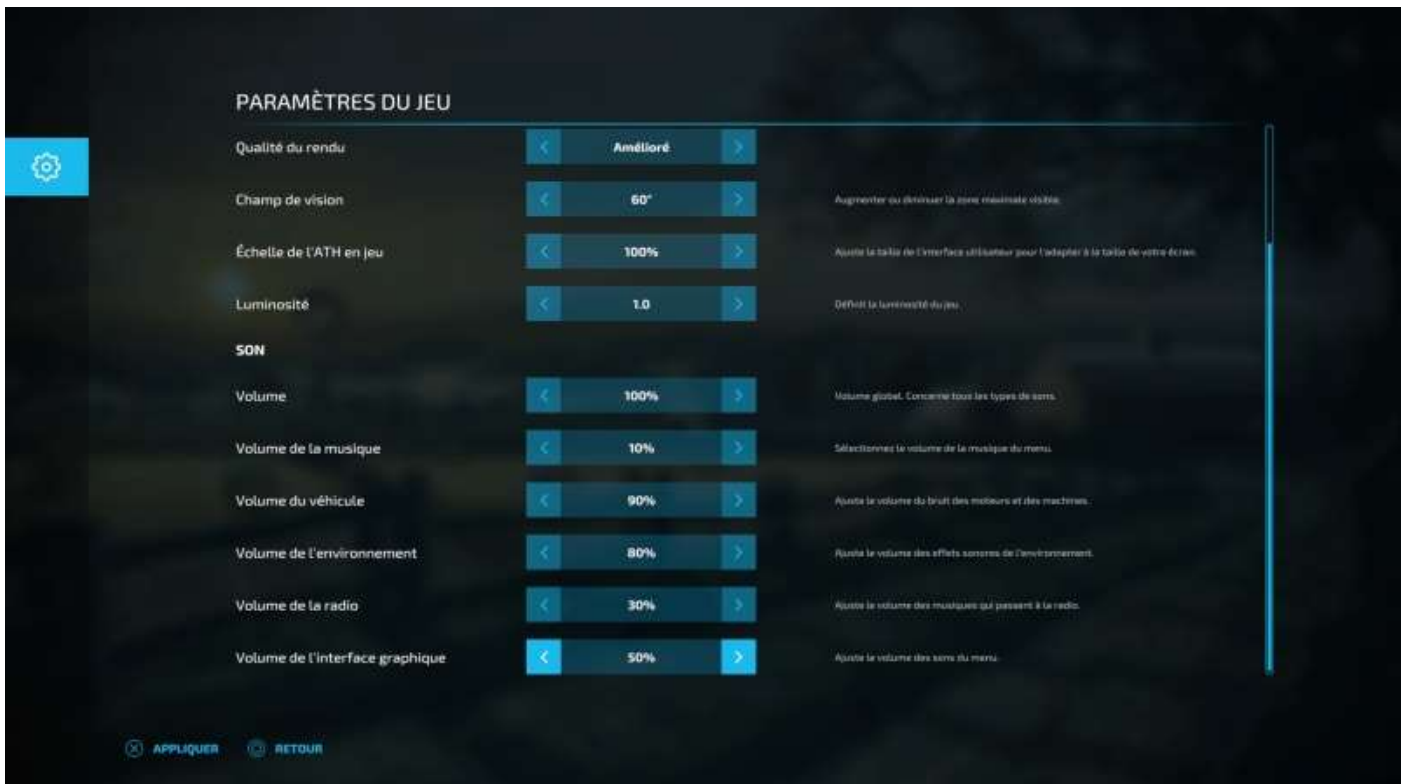 PARAMÈTRES DU JEU
Qualité du rendu Amélioré
Champ de vision 60° Augmenter ou diminuer la zone maximale visible.
Échelle de l'ATH en jeu 100% Ajuste la taille de l'interface utilisateur pour l'adapter à la taille de votre écran.
Luminosité 1.0 Définit la luminosité du jeu.
SON
Volume 100% Volume global. Concerne tous les types de sons.
Volume de la musique 10% Sélectionnez le volume de la musique du menu.
Volume du véhicule 90% Ajuste le volume du bruit des moteurs et des machines.
Volume de l'environnement 80% Ajuste le volume des effets sonores de l'environnement.
Volume de la radio 30% Ajuste le volume des musiques qui passent à la radio.
Volume de l'interface graphique 50% Ajuste le volume des sons du menu.
APPLIQUER RETOUR